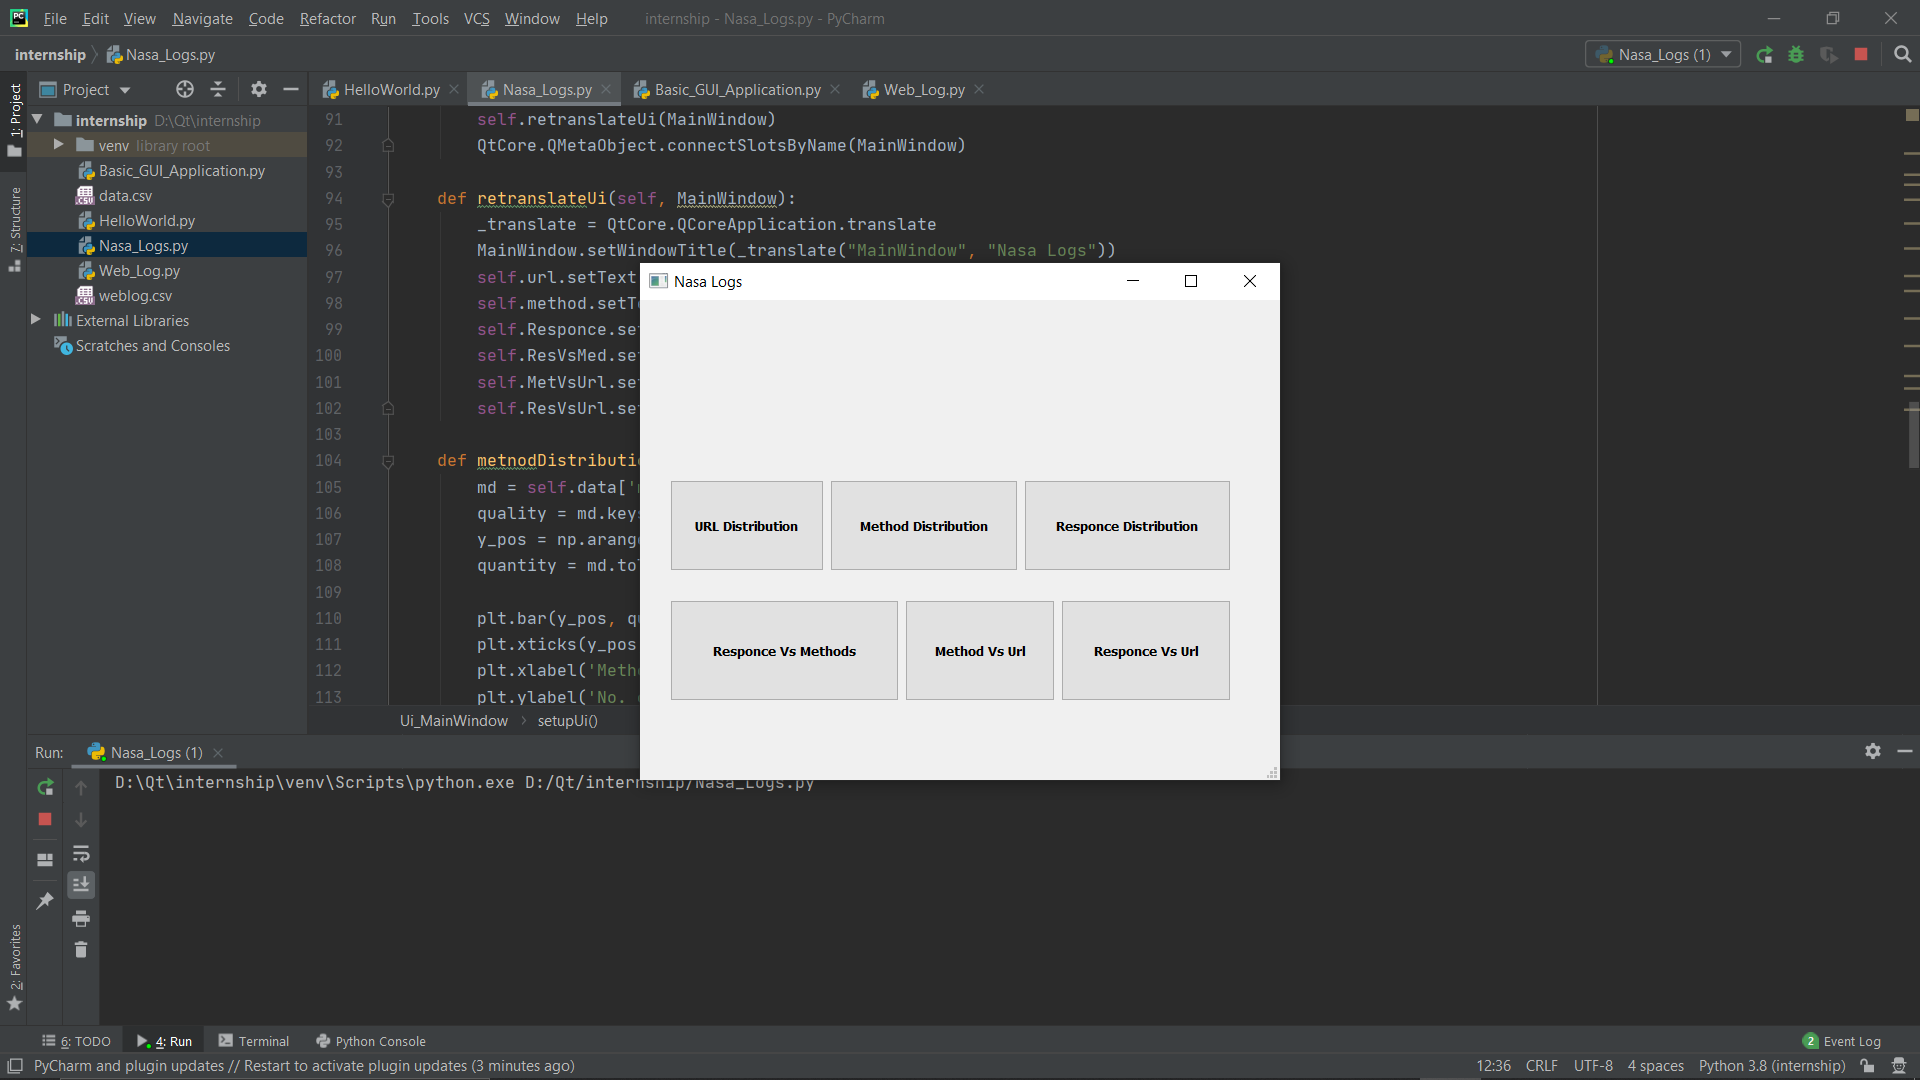 File Edit View Navigate Code Refactor Run Tools VCS Window Help internship - Nasa_Logs.py - PyCharm
internship Nasa_Logs.py Nasa_Logs (1)
1: Project
7: Structure
2: Favorites
Project
HelloWorld.py Nasa_Logs.py Basic_GUI_Application.py Web_Log.py
internship D:\Qt\internship
venv library root
Basic_GUI_Application.py
data.csv
HelloWorld.py
Nasa_Logs.py
Web_Log.py
weblog.csv
External Libraries
Scratches and Consoles
91 self.retranslateUi(MainWindow)
92 QtCore.QMetaObject.connectSlotsByName(MainWindow)
93
94 def retranslateUi(self, MainWindow):
95 _translate = QtCore.QCoreApplication.translate
96 MainWindow.setWindowTitle(_translate("MainWindow", "Nasa Logs"))
97 self.url.setText
98 self.method.setT
99 self.Responce.se
100 self.ResVsMed.se
101 self.MetVsUrl.se
102 self.ResVsUrl.se
103
104 def metnodDistributi
105 md = self.data['
106 quality = md.key
107 y_pos = np.arang
108 quantity = md.to
109
110 plt.bar(y_pos, q
111 plt.xticks(y_pos
112 plt.xlabel('Meth
113 plt.ylabel('No.
Ui_MainWindow setupUi()
Nasa Logs
URL Distribution Method Distribution Responce Distribution
Responce Vs Methods Method Vs Url Responce Vs Url
Run: Nasa_Logs (1)
D:\Qt\internship\venv\Scripts\python.exe D:/Qt/internship/Nasa_Logs.py
6: TODO 4: Run Terminal Python Console 2 Event Log
PyCharm and plugin updates // Restart to activate plugin updates (3 minutes ago) 12:36 CRLF UTF-8 4 spaces Python 3.8 (internship)